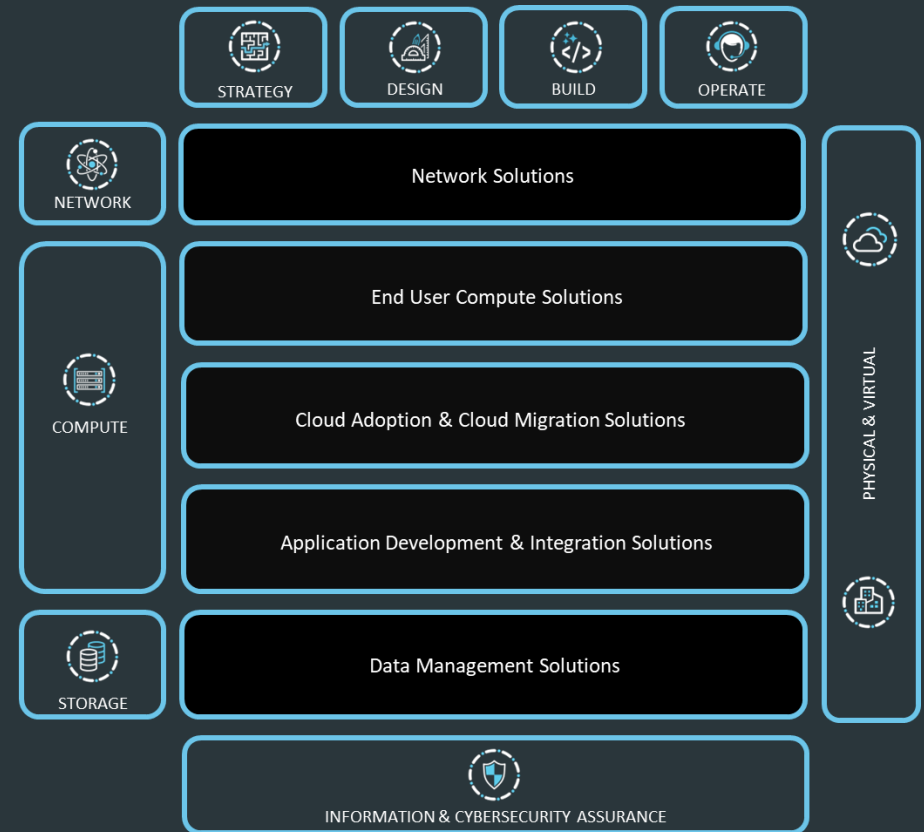 STRATEGY
DESIGN
BUILD
OPERATE
NETWORK
Network Solutions
End User Compute Solutions
COMPUTE
Cloud Adoption & Cloud Migration Solutions
Application Development & Integration Solutions
STORAGE
Data Management Solutions
PHYSICAL & VIRTUAL
INFORMATION & CYBERSECURITY ASSURANCE